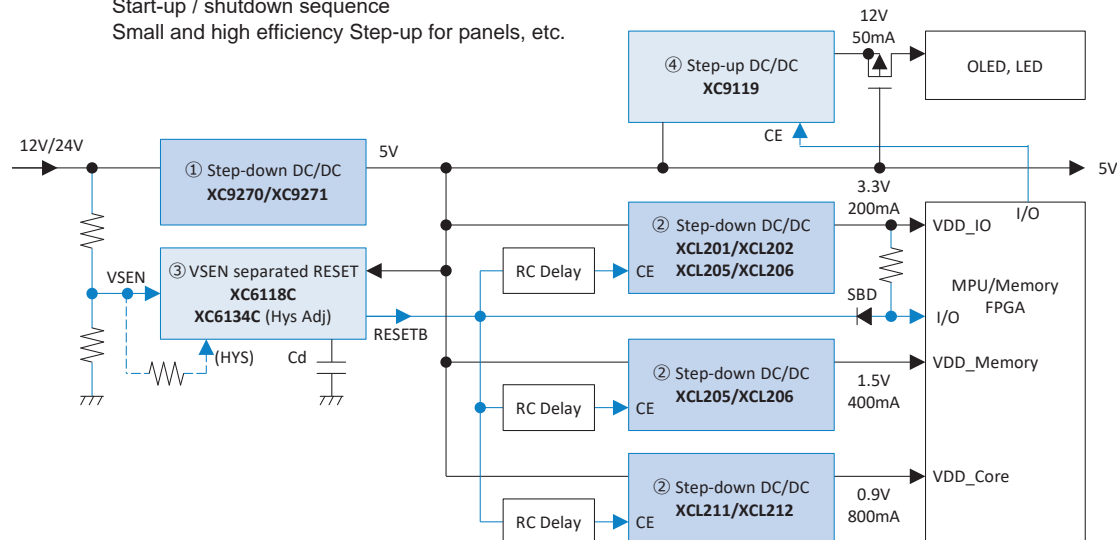 Start-up / shutdown sequence
Small and high efficiency Step-up for panels, etc.
12V
50mA
④ Step-up DC/DC
XC9119
OLED, LED
CE
12V/24V
① Step-down DC/DC
XC9270/XC9271
5V
5V
3.3V
200mA
② Step-down DC/DC
XCL201/XCL202
XCL205/XCL206
I/O
VDD_IO
RC Delay
CE
VSEN
③ VSEN separated RESET
XC6118C
XC6134C (Hys Adj)
MPU/Memory
FPGA
SBD
I/O
RESETB
(HYS)
Cd
② Step-down DC/DC
XCL205/XCL206
VDD_Memory
1.5V
400mA
RC Delay
CE
② Step-down DC/DC
XCL211/XCL212
VDD_Core
0.9V
800mA
RC Delay
CE